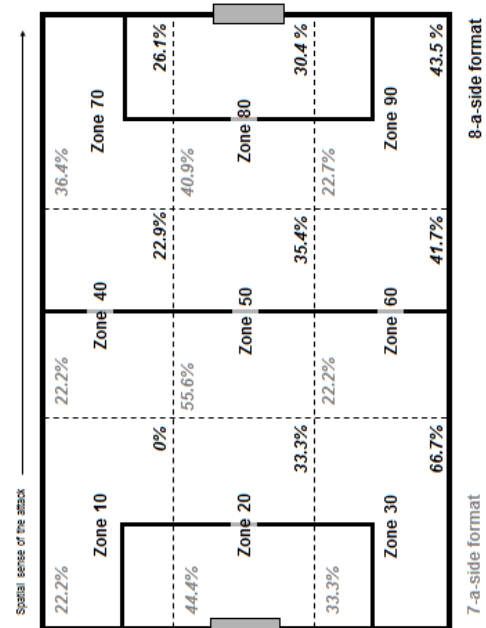 Spatial sense of the attack
22.2% 22.2% 36.4%
Zone 10 Zone 40 Zone 70
0% 22.9% 26.1%
44.4% 55.6% 40.9%
Zone 20 Zone 50 Zone 80
33.3% 35.4% 30.4 %
33.3% 22.2% 22.7%
Zone 30 Zone 60 Zone 90
66.7% 41.7% 43.5 %
7-a-side format 8-a-side format